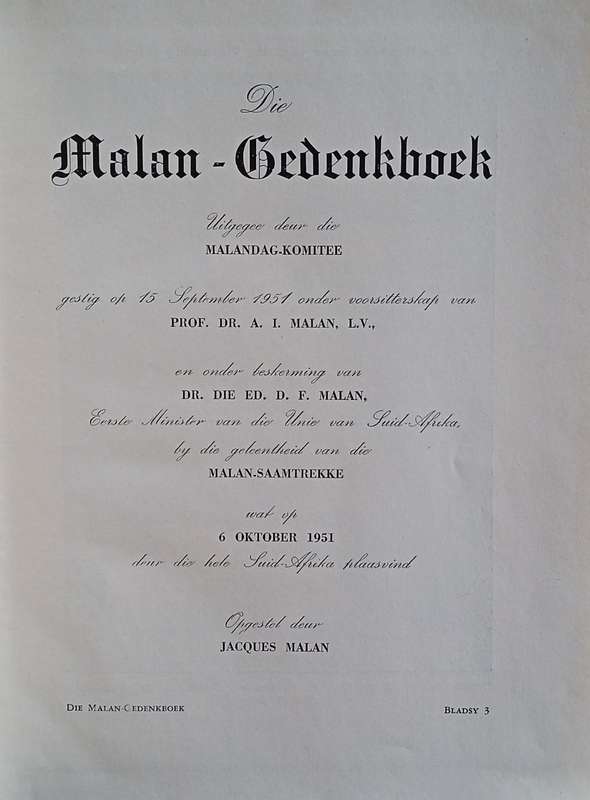 Die
Malan-Gedenkboek
Uitgegee deur die
MALANDAG-KOMITEE
gestig op 15 September 1951 onder voorsitterskap van
PROF. DR. A. I. MALAN, L.V.,
en onder beskerming van
DR. DIE ED. D. F. MALAN,
Eerste Minister van die Unie van Suid-Afrika,
by die geleentheid van die
MALAN-SAAMTREKKE
wat op
6 OKTOBER 1951
deur die hele Suid-Afrika plaasvind
Opgestel deur
JACQUES MALAN
DIE MALAN-GEDENKBOEK
BLADSY 3